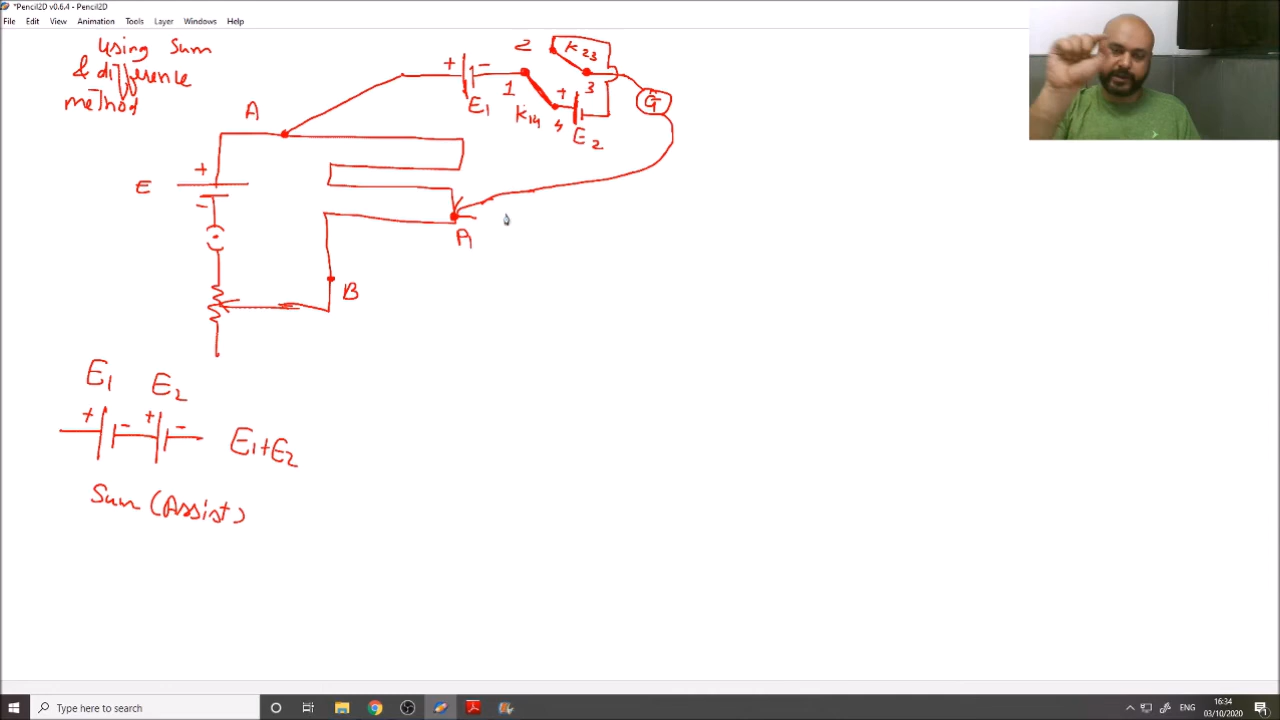 *Pencil2D v0.6.4 - Pencil2D
File Edit View Animation Tools Layer Windows Help
Using Sum
& difference
method
A
+ -
E1
1
2
K23
3
K14
4
+
E2
G
E
+
-
A
B
E1 E2
+ - + -
E1+E2
Sum (Assist)
Type here to search
ENG
16:34
03/10/2020
1